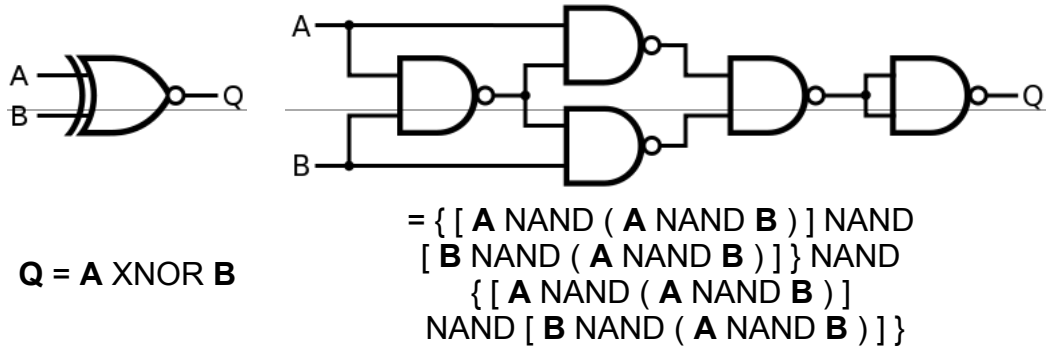 A
B
Q
A
B
Q
Q = A XNOR B
= { [ A NAND ( A NAND B ) ] NAND
[ B NAND ( A NAND B ) ] } NAND
{ [ A NAND ( A NAND B ) ]
NAND [ B NAND ( A NAND B ) ] }